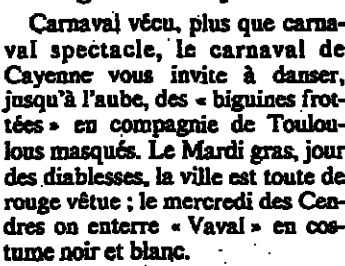 Carnaval vécu, plus que carna-
val spectacle, le carnaval de
Cayenne vous invite à danser,
jusqu'à l'aube, des « biguines frot-
tées » en compagnie de Toulou-
lous masqués. Le Mardi gras, jour
des diablesses, la ville est toute de
rouge vêtue ; le mercredi des Cen-
dres on enterre « Vaval » en cos-
tume noir et blanc.